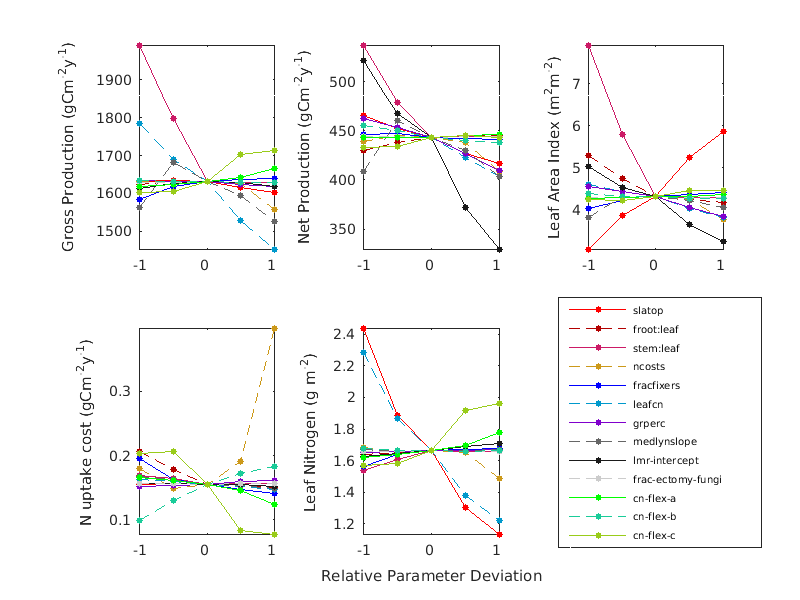 Gross Production (gCm⁻²y⁻¹)
1900
1800
1700
1600
1500
-1 0 1
Net Production (gCm⁻²y⁻¹)
500
450
400
350
-1 0 1
Leaf Area Index (m²m⁻²)
7
6
5
4
-1 0 1
N uptake cost (gCm⁻²y⁻¹)
0.3
0.2
0.1
-1 0 1
Leaf Nitrogen (g m⁻²)
2.4
2.2
2
1.8
1.6
1.4
1.2
-1 0 1
slatop
froot:leaf
stem:leaf
ncosts
fracfixers
leafcn
grperc
medlynslope
lmr-intercept
frac-ectomy-fungi
cn-flex-a
cn-flex-b
cn-flex-c
Relative Parameter Deviation